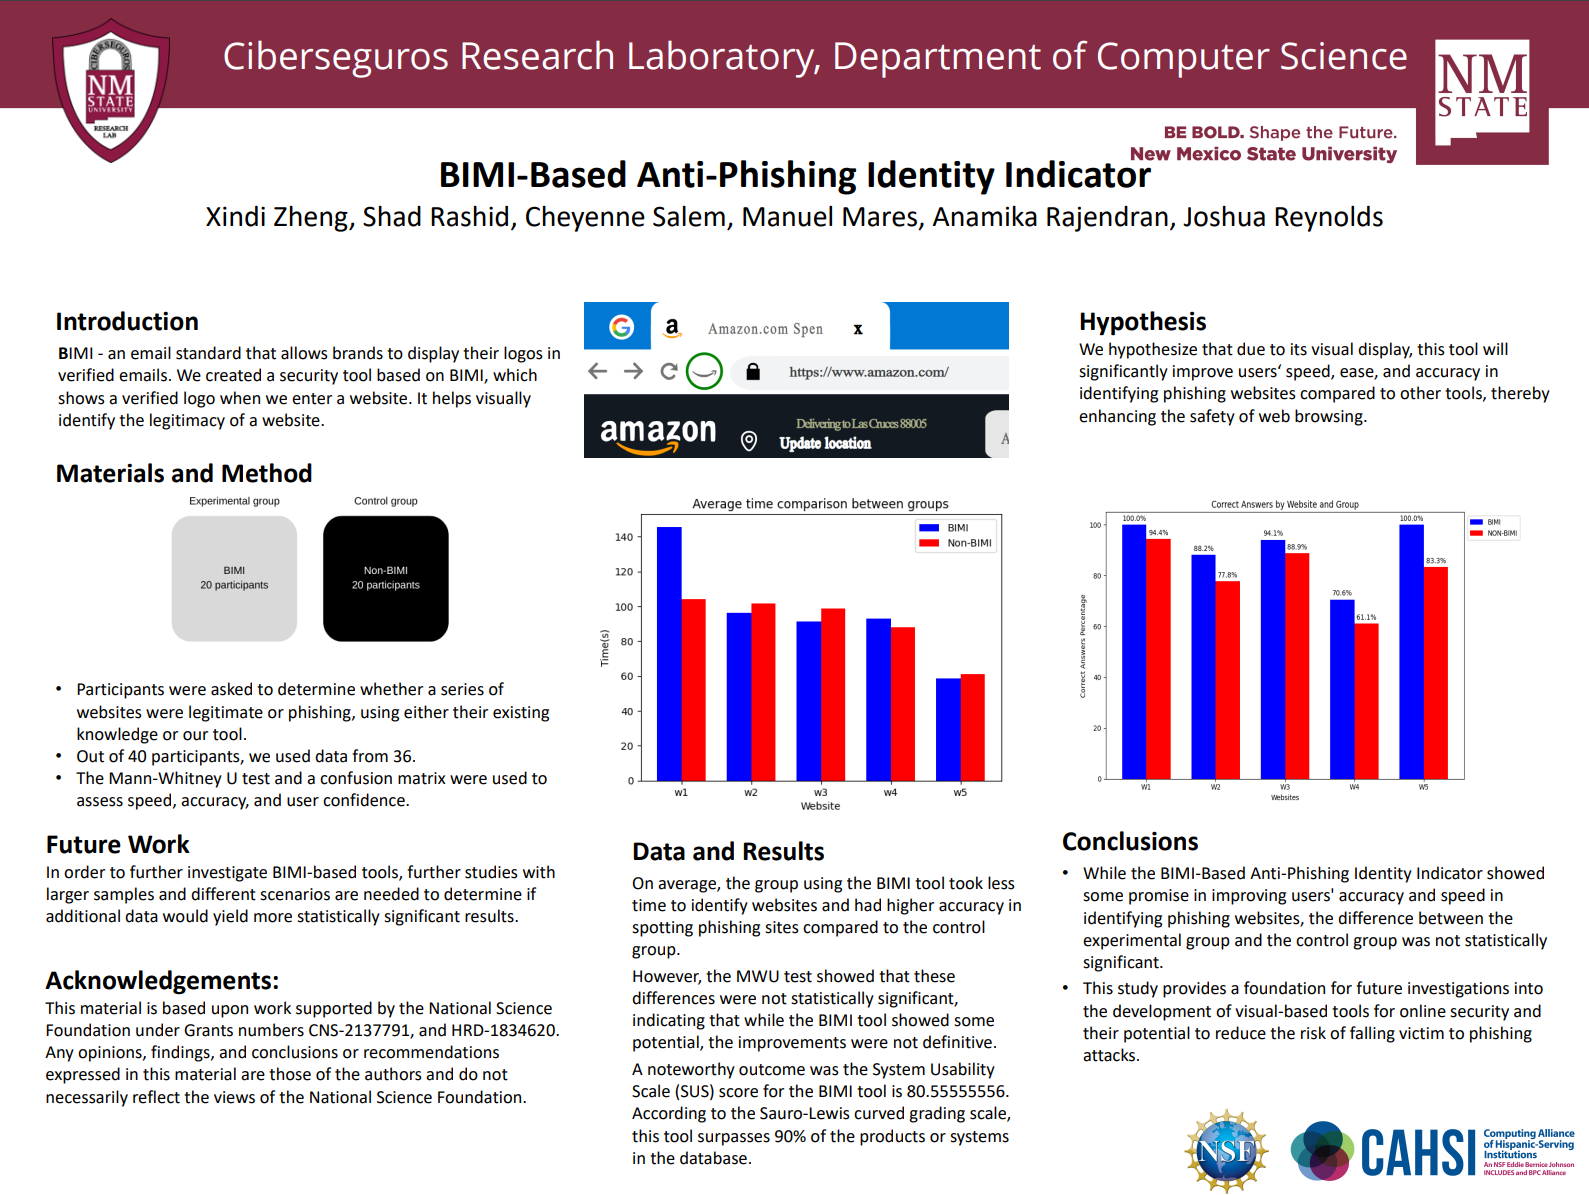 Ciberseguros Research Laboratory, Department of Computer Science
CIBERSEGUROS
NM
STATE
UNIVERSITY
RESEARCH
LAB
NM
STATE
BE BOLD. Shape the Future.
New Mexico State University
BIMI-Based Anti-Phishing Identity Indicator
Xindi Zheng, Shad Rashid, Cheyenne Salem, Manuel Mares, Anamika Rajendran, Joshua Reynolds
Introduction
BIMI - an email standard that allows brands to display their logos in
verified emails. We created a security tool based on BIMI, which
shows a verified logo when we enter a website. It helps visually
identify the legitimacy of a website.
Materials and Method
Experimental group
Control group
BIMI
20 participants
Non-BIMI
20 participants
• Participants were asked to determine whether a series of
websites were legitimate or phishing, using either their existing
knowledge or our tool.
• Out of 40 participants, we used data from 36.
• The Mann-Whitney U test and a confusion matrix were used to
assess speed, accuracy, and user confidence.
Future Work
In order to further investigate BIMI-based tools, further studies with
larger samples and different scenarios are needed to determine if
additional data would yield more statistically significant results.
Acknowledgements:
This material is based upon work supported by the National Science
Foundation under Grants numbers CNS-2137791, and HRD-1834620.
Any opinions, findings, and conclusions or recommendations
expressed in this material are those of the authors and do not
necessarily reflect the views of the National Science Foundation.
G
a
Amazon.com Spen
x
https://www.amazon.com/
amazon
Delivering to Las Cruces 88005
Update location
A
Average time comparison between groups
BIMI
Non-BIMI
140
120
100
80
60
40
20
0
Time(s)
w1 w2 w3 w4 w5
Website
Data and Results
On average, the group using the BIMI tool took less
time to identify websites and had higher accuracy in
spotting phishing sites compared to the control
group.
However, the MWU test showed that these
differences were not statistically significant,
indicating that while the BIMI tool showed some
potential, the improvements were not definitive.
A noteworthy outcome was the System Usability
Scale (SUS) score for the BIMI tool is 80.55555556.
According to the Sauro-Lewis curved grading scale,
this tool surpasses 90% of the products or systems
in the database.
Hypothesis
We hypothesize that due to its visual display, this tool will
significantly improve users‘ speed, ease, and accuracy in
identifying phishing websites compared to other tools, thereby
enhancing the safety of web browsing.
Correct Answers by Website and Group
BIMI
NON-BIMI
100.0% 94.4% 88.2% 77.8% 94.1% 88.9% 70.6% 61.1% 100.0% 83.3%
100
80
60
40
20
0
Correct Answers Percentage
W1 W2 W3 W4 W5
Websites
Conclusions
• While the BIMI-Based Anti-Phishing Identity Indicator showed
some promise in improving users' accuracy and speed in
identifying phishing websites, the difference between the
experimental group and the control group was not statistically
significant.
• This study provides a foundation for future investigations into
the development of visual-based tools for online security and
their potential to reduce the risk of falling victim to phishing
attacks.
NSF
CAHSI
Computing Alliance
of Hispanic-Serving
Institutions
An NSF Eddie Bernice Johnson
INCLUDES and BPC Alliance